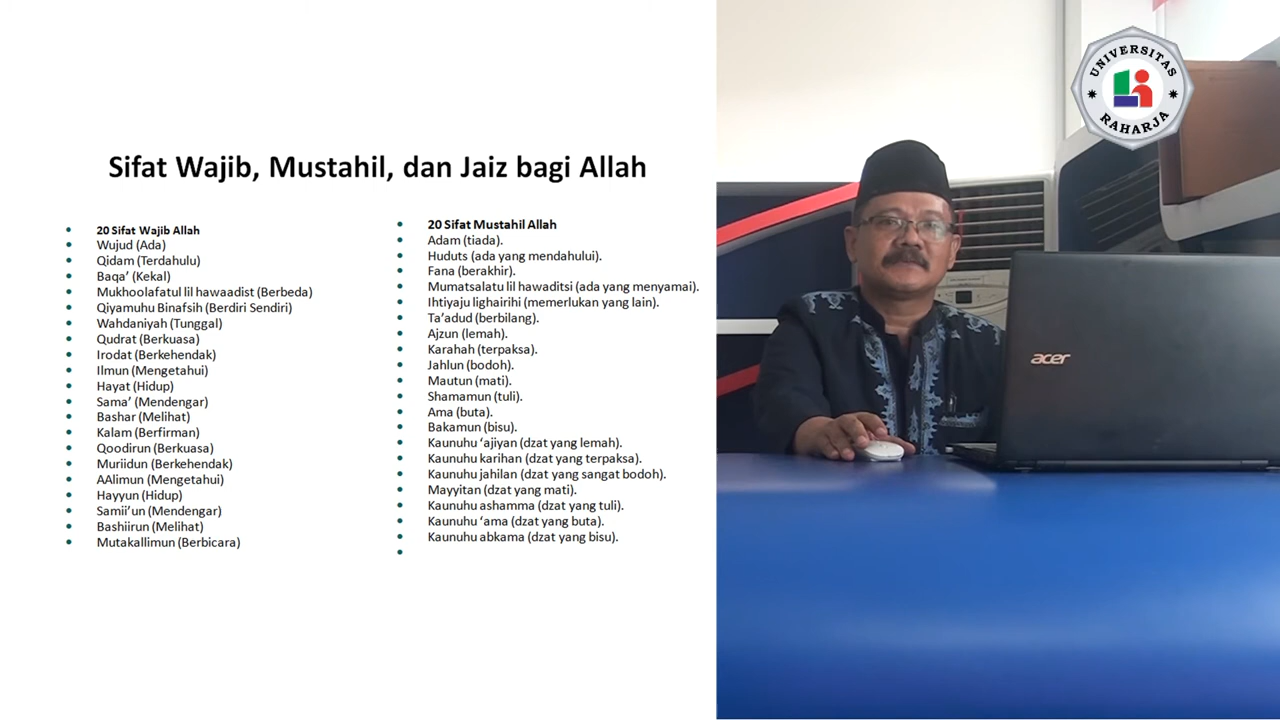 Sifat Wajib, Mustahil, dan Jaiz bagi Allah
20 Sifat Wajib Allah
Wujud (Ada)
Qidam (Terdahulu)
Baqa’ (Kekal)
Mukhoolafatul lil hawaadist (Berbeda)
Qiyamuhu Binafsih (Berdiri Sendiri)
Wahdaniyah (Tunggal)
Qudrat (Berkuasa)
Irodat (Berkehendak)
Ilmun (Mengetahui)
Hayat (Hidup)
Sama’ (Mendengar)
Bashar (Melihat)
Kalam (Berfirman)
Qoodirun (Berkuasa)
Muriidun (Berkehendak)
AAlimun (Mengetahui)
Hayyun (Hidup)
Samii’un (Mendengar)
Bashiirun (Melihat)
Mutakallimun (Berbicara)
20 Sifat Mustahil Allah
Adam (tiada).
Huduts (ada yang mendahului).
Fana (berakhir).
Mumatsalatu lil hawaditsi (ada yang menyamai).
Ihtiyaju lighairihi (memerlukan yang lain).
Ta’adud (berbilang).
Ajzun (lemah).
Karahah (terpaksa).
Jahlun (bodoh).
Mautun (mati).
Shamamun (tuli).
Ama (buta).
Bakamun (bisu).
Kaunuhu ‘ajiyan (dzat yang lemah).
Kaunuhu karihan (dzat yang terpaksa).
Kaunuhu jahilan (dzat yang sangat bodoh).
Mayyitan (dzat yang mati).
Kaunuhu ashamma (dzat yang tuli).
Kaunuhu ‘ama (dzat yang buta).
Kaunuhu abkama (dzat yang bisu).
UNIVERSITAS
RAHARJA
acer